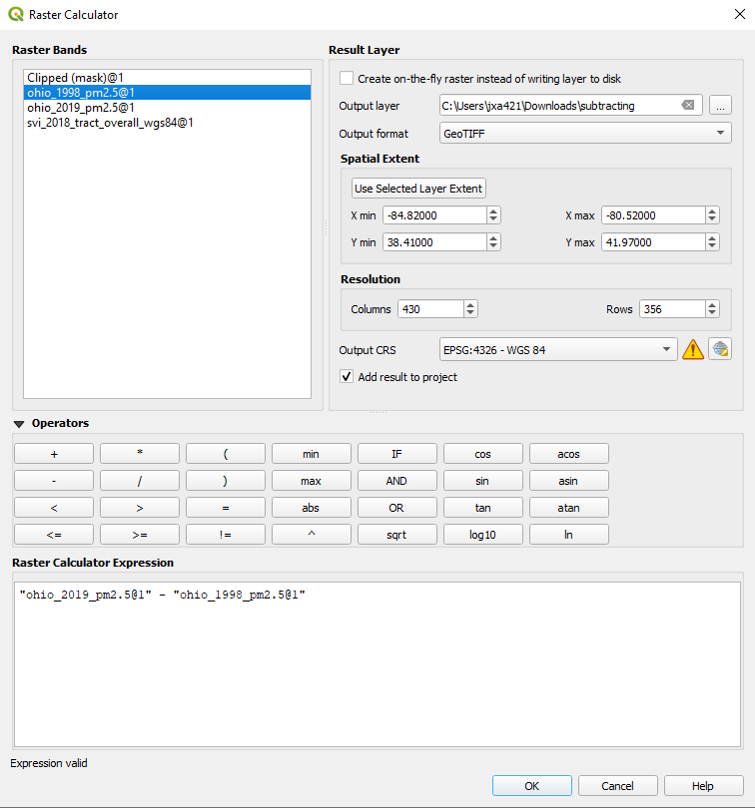 Raster Calculator
Raster Bands
Clipped (mask)@1
ohio_1998_pm2.5@1
ohio_2019_pm2.5@1
svi_2018_tract_overall_wgs84@1
Result Layer
Create on-the-fly raster instead of writing layer to disk
Output layer C:\Users\jxa421\Downloads\subtracting ...
Output format GeoTIFF
Spatial Extent
Use Selected Layer Extent
X min -84.82000 X max -80.52000
Y min 38.41000 Y max 41.97000
Resolution
Columns 430 Rows 356
Output CRS EPSG:4326 - WGS 84
Add result to project
Operators
+ * ( min IF cos acos
- / ) max AND sin asin
< > = abs OR tan atan
<= >= != ^ sqrt log10 ln
Raster Calculator Expression
"ohio_2019_pm2.5@1" - "ohio_1998_pm2.5@1"
Expression valid
OK Cancel Help